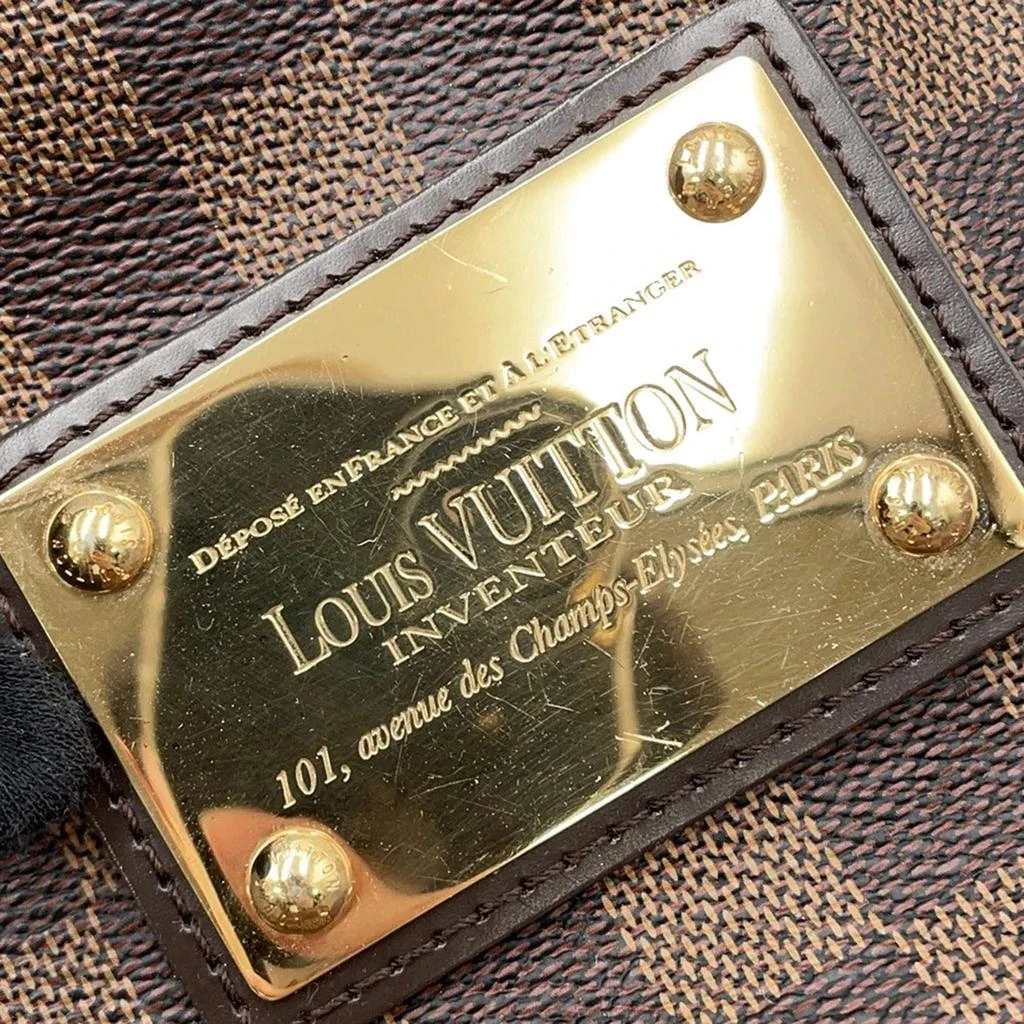 DÉPOSÉ EN FRANCE ET À L'ETRANGER
LOUIS VUITTON
INVENTEUR
101, avenue des Champs-Elysées, PARIS